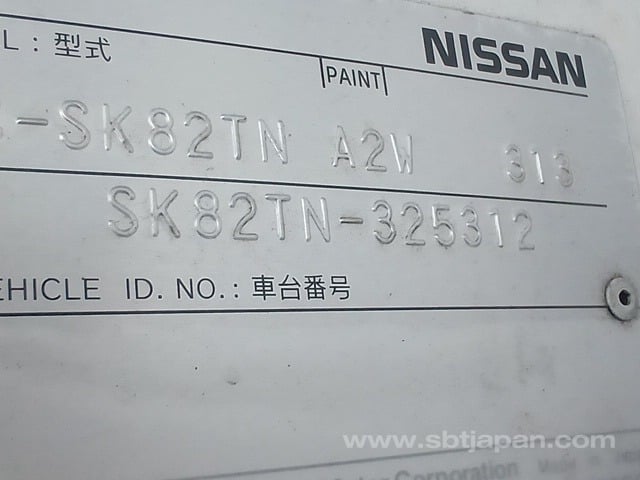 L : 型式
PAINT
NISSAN
-SK82TN A2W 313
SK82TN-325312
EHICLE ID. NO. : 車台番号
www.sbtjapan.com
Corporation